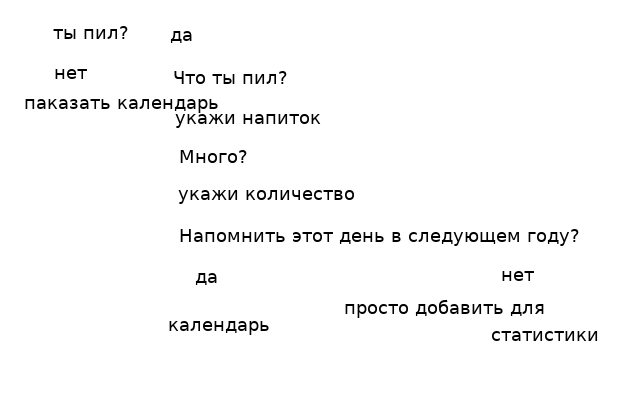 ты пил?
да
нет
Что ты пил?
паказать календарь
укажи напиток
Много?
укажи количество
Напомнить этот день в следующем году?
да
нет
просто добавить для
календарь
статистики